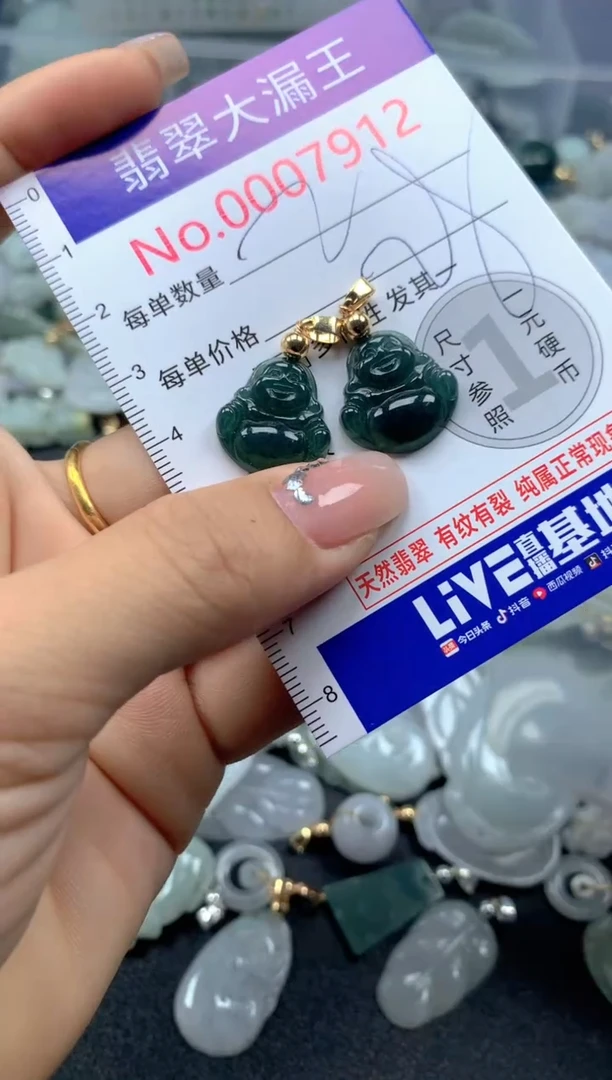 翡翠大漏王
No.0007912
每单数量
每单价格
发其一
尺寸参照
1
一元硬币
0
1
2
3
4
7
8
天然翡翠 有纹有裂 纯属正常现象
LiVE直播基地
今日头条 抖音 西瓜视频